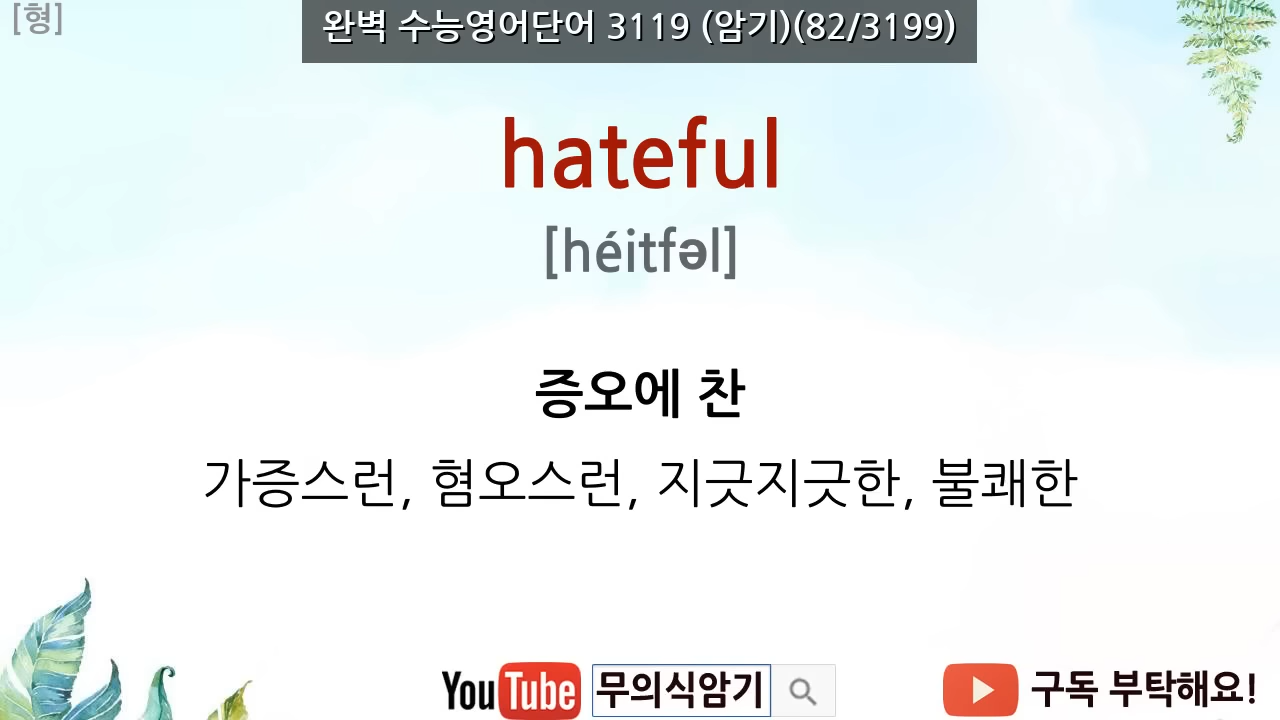 [형]
완벽 수능영어단어 3119 (암기)(82/3199)
hateful
[héitfəl]
증오에 찬
가증스런, 혐오스런, 지긋지긋한, 불쾌한
YouTube 무의식암기 구독 부탁해요!